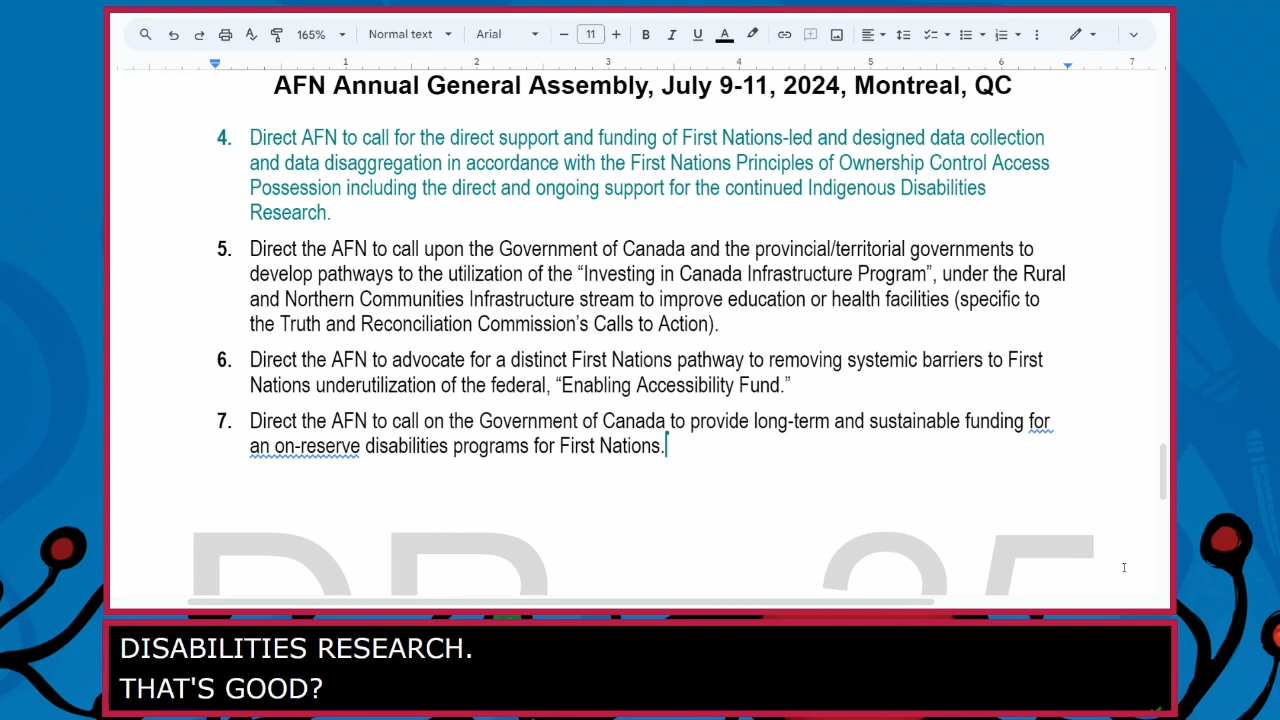 165%
Normal text
Arial
11
B I U A
1 2 3 4 5 6 7
AFN Annual General Assembly, July 9-11, 2024, Montreal, QC
4. Direct AFN to call for the direct support and funding of First Nations-led and designed data collection
and data disaggregation in accordance with the First Nations Principles of Ownership Control Access
Possession including the direct and ongoing support for the continued Indigenous Disabilities
Research.
5. Direct the AFN to call upon the Government of Canada and the provincial/territorial governments to
develop pathways to the utilization of the “Investing in Canada Infrastructure Program”, under the Rural
and Northern Communities Infrastructure stream to improve education or health facilities (specific to
the Truth and Reconciliation Commission’s Calls to Action).
6. Direct the AFN to advocate for a distinct First Nations pathway to removing systemic barriers to First
Nations underutilization of the federal, “Enabling Accessibility Fund.”
7. Direct the AFN to call on the Government of Canada to provide long-term and sustainable funding for
an on-reserve disabilities programs for First Nations.
DISABILITIES RESEARCH.
THAT'S GOOD?